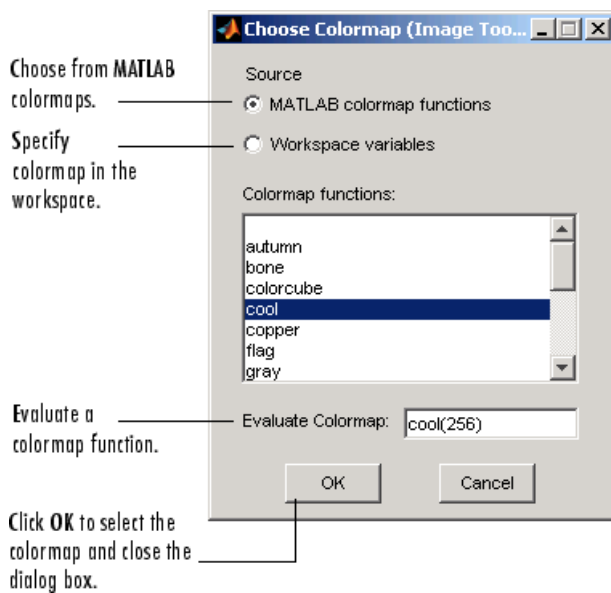 Choose Colormap (Image Too...
Choose from MATLAB
colormaps.
Source
MATLAB colormap functions
Specify
colormap in the
workspace.
Workspace variables
Colormap functions:
autumn
bone
colorcube
cool
copper
flag
gray
Evaluate a
colormap function.
Evaluate Colormap:
cool(256)
OK
Cancel
Click OK to select the
colormap and close the
dialog box.